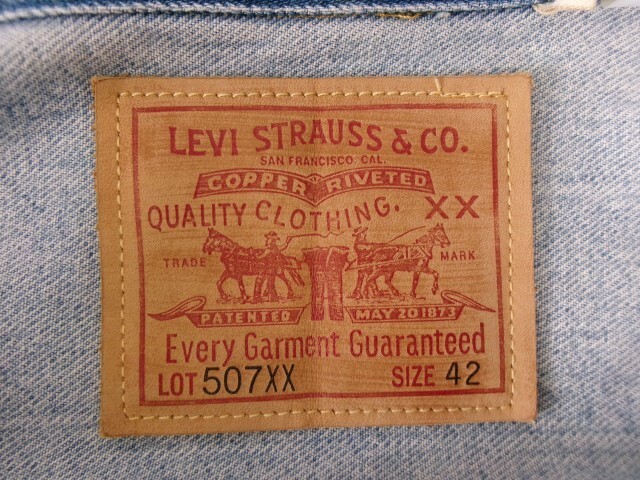 LEVI STRAUSS & CO.
SAN FRANCISCO, CAL.
COPPER RIVETED
QUALITY CLOTHING. XX
TRADE MARK
PATENTED MAY 20 1873
Every Garment Guaranteed
LOT 507XX SIZE 42